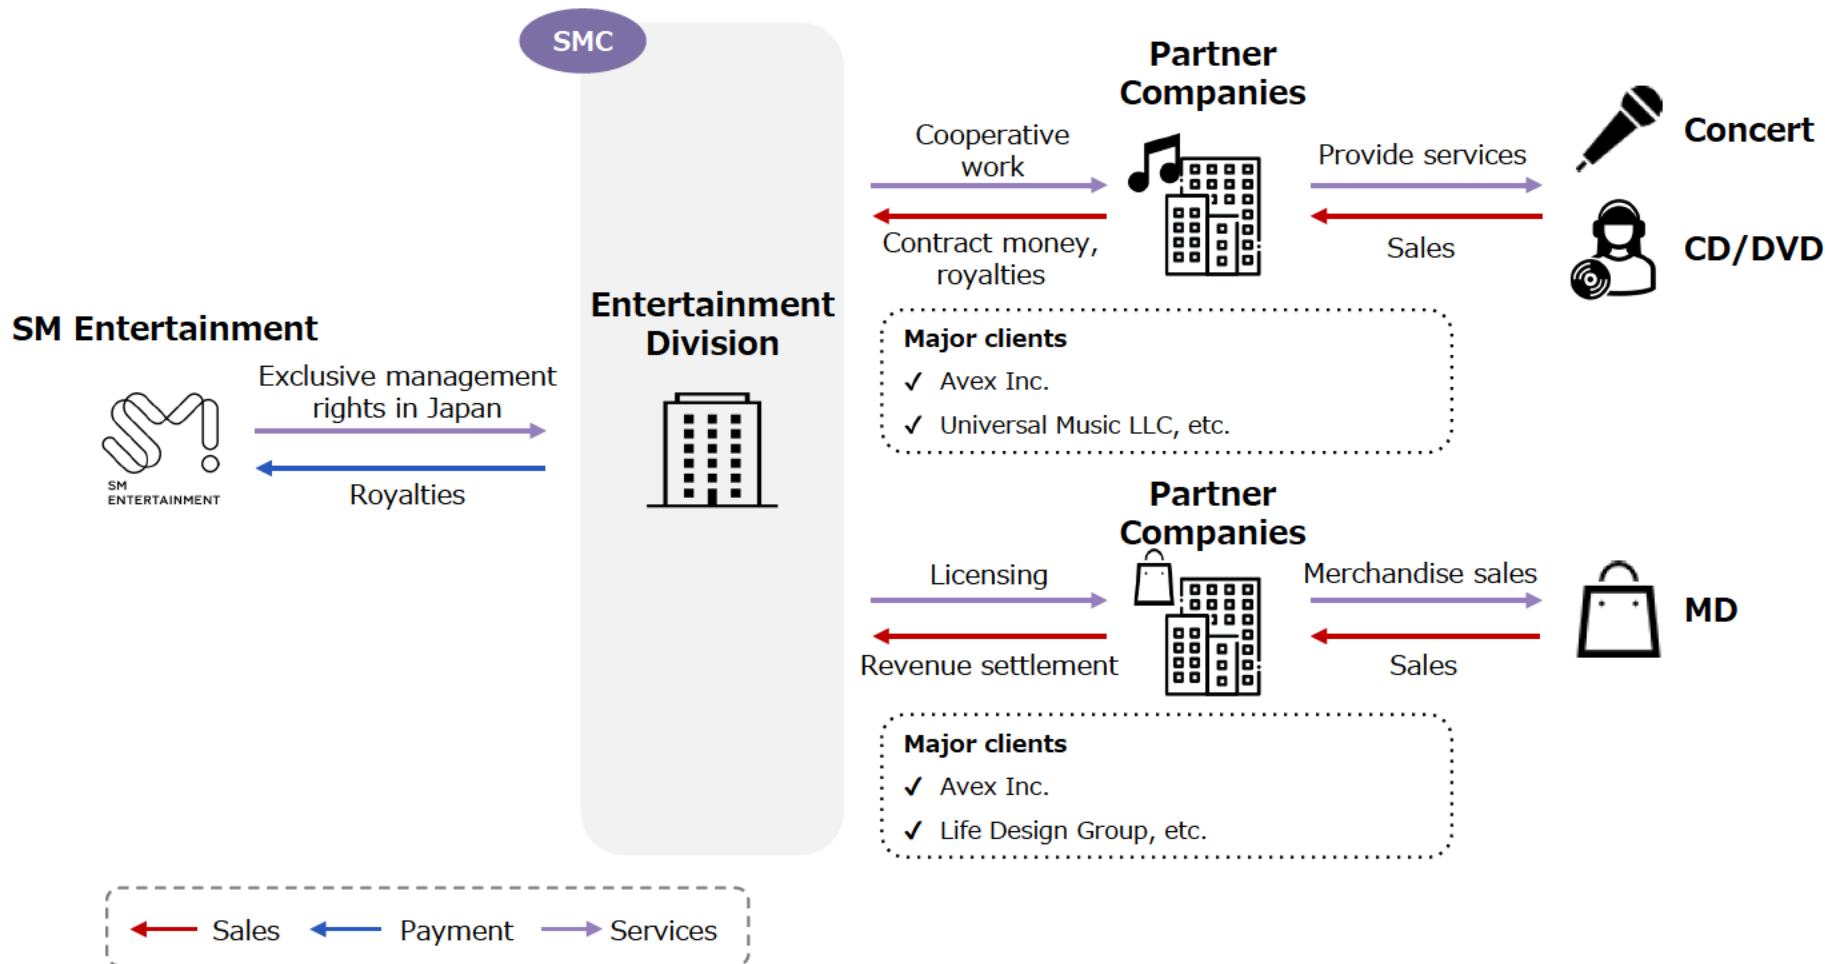 SMC
Partner
Companies
Concert
Cooperative
work
Provide services
Contract money,
royalties
Sales
CD/DVD
Entertainment
Division
SM Entertainment
Exclusive management
rights in Japan
Royalties
SM
ENTERTAINMENT
Major clients
✓ Avex Inc.
✓ Universal Music LLC, etc.
Partner
Companies
Licensing
Merchandise sales
MD
Revenue settlement
Sales
Major clients
✓ Avex Inc.
✓ Life Design Group, etc.
Sales Payment Services